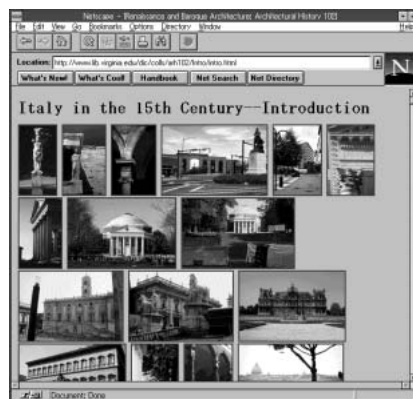 Netscape - [Renaissance and Baroque Architecture: Architectural History 102]
File Edit View Go Bookmarks Options Directory Window Help
Location: http://www.lib.virginia.edu/dic/colls/arh102/intro/intro.html
What's New! What's Cool! Handbook Net Search Net Directory
N
Italy in the 15th Century--Introduction
Document: Done